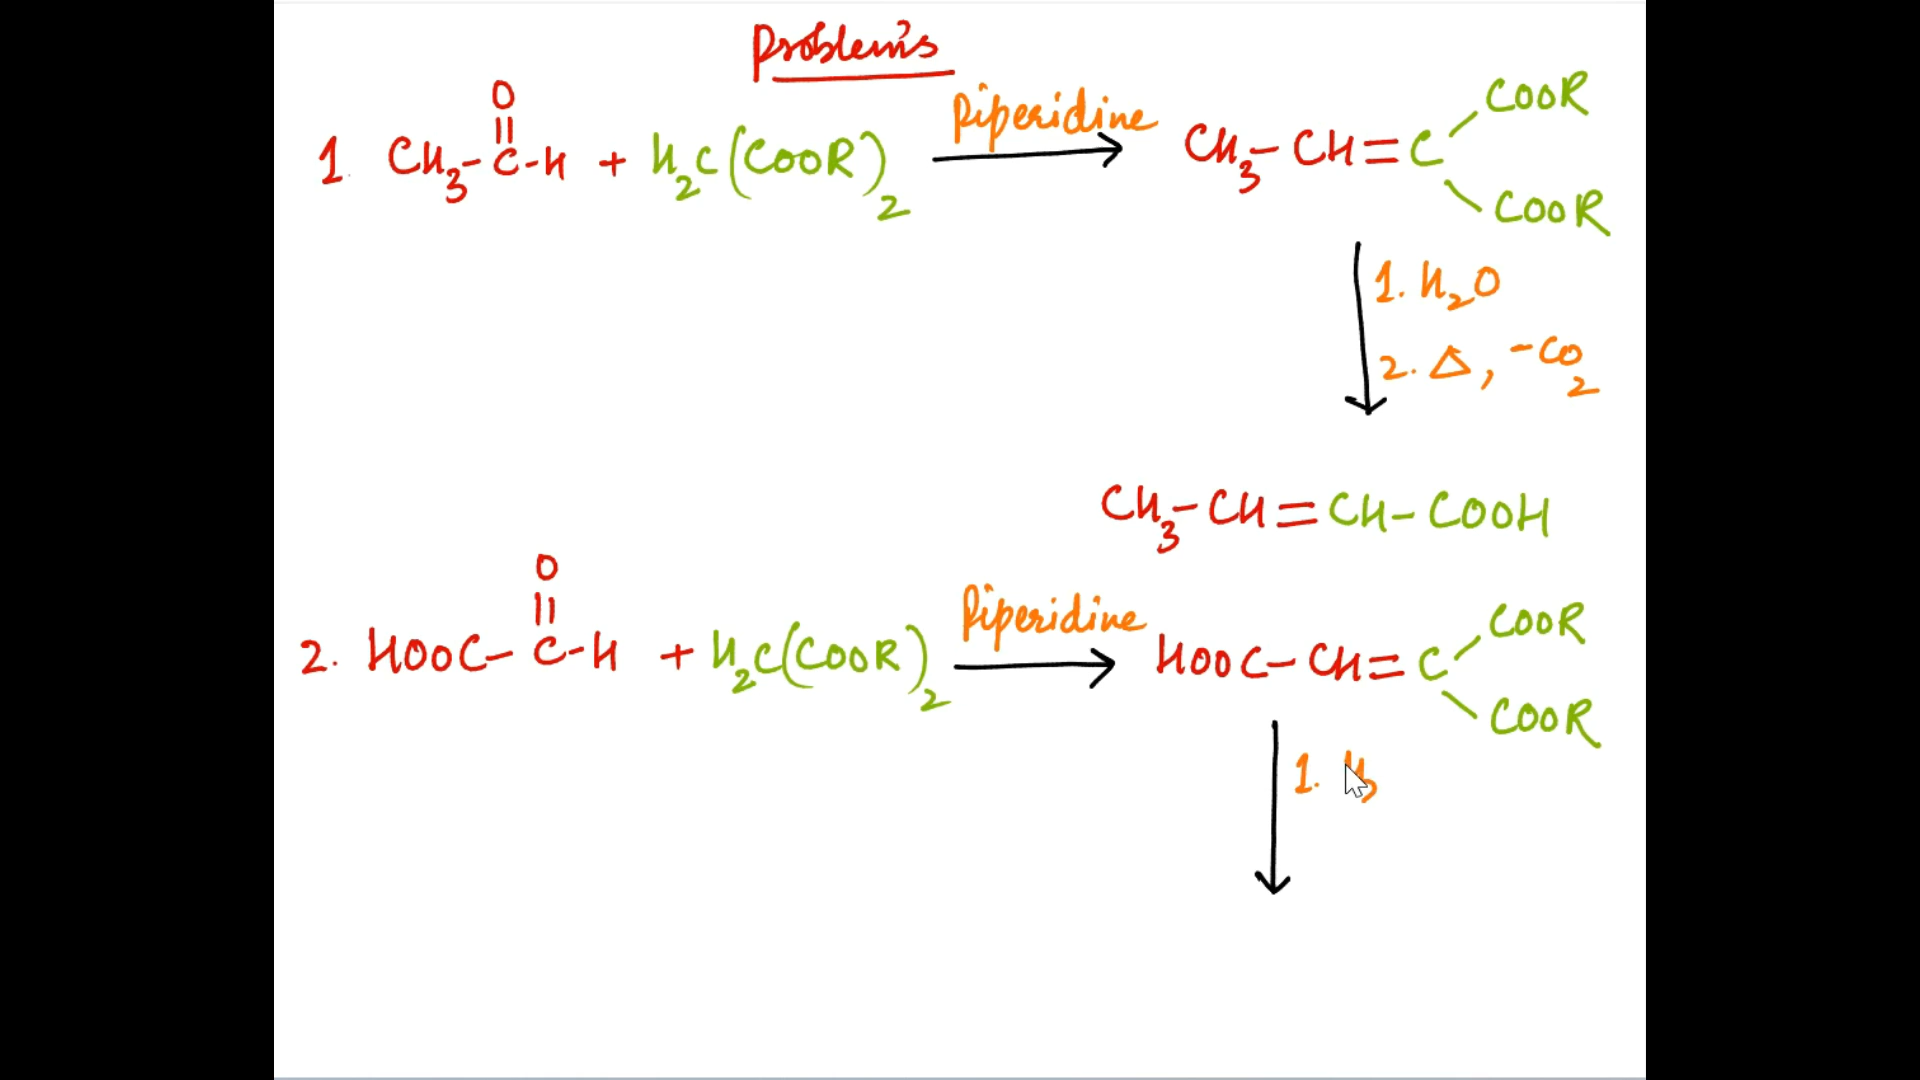 Problems
O
||
1. CH₃-C-H + H₂C(COOR)₂ Piperidine → CH₃-CH=C
COOR
COOR
1. H₂O
2. Δ, -CO₂
CH₃-CH=CH-COOH
O
||
2. HOOC-C-H + H₂C(COOR)₂ Piperidine → HOOC-CH=C
COOR
COOR
1. H₂